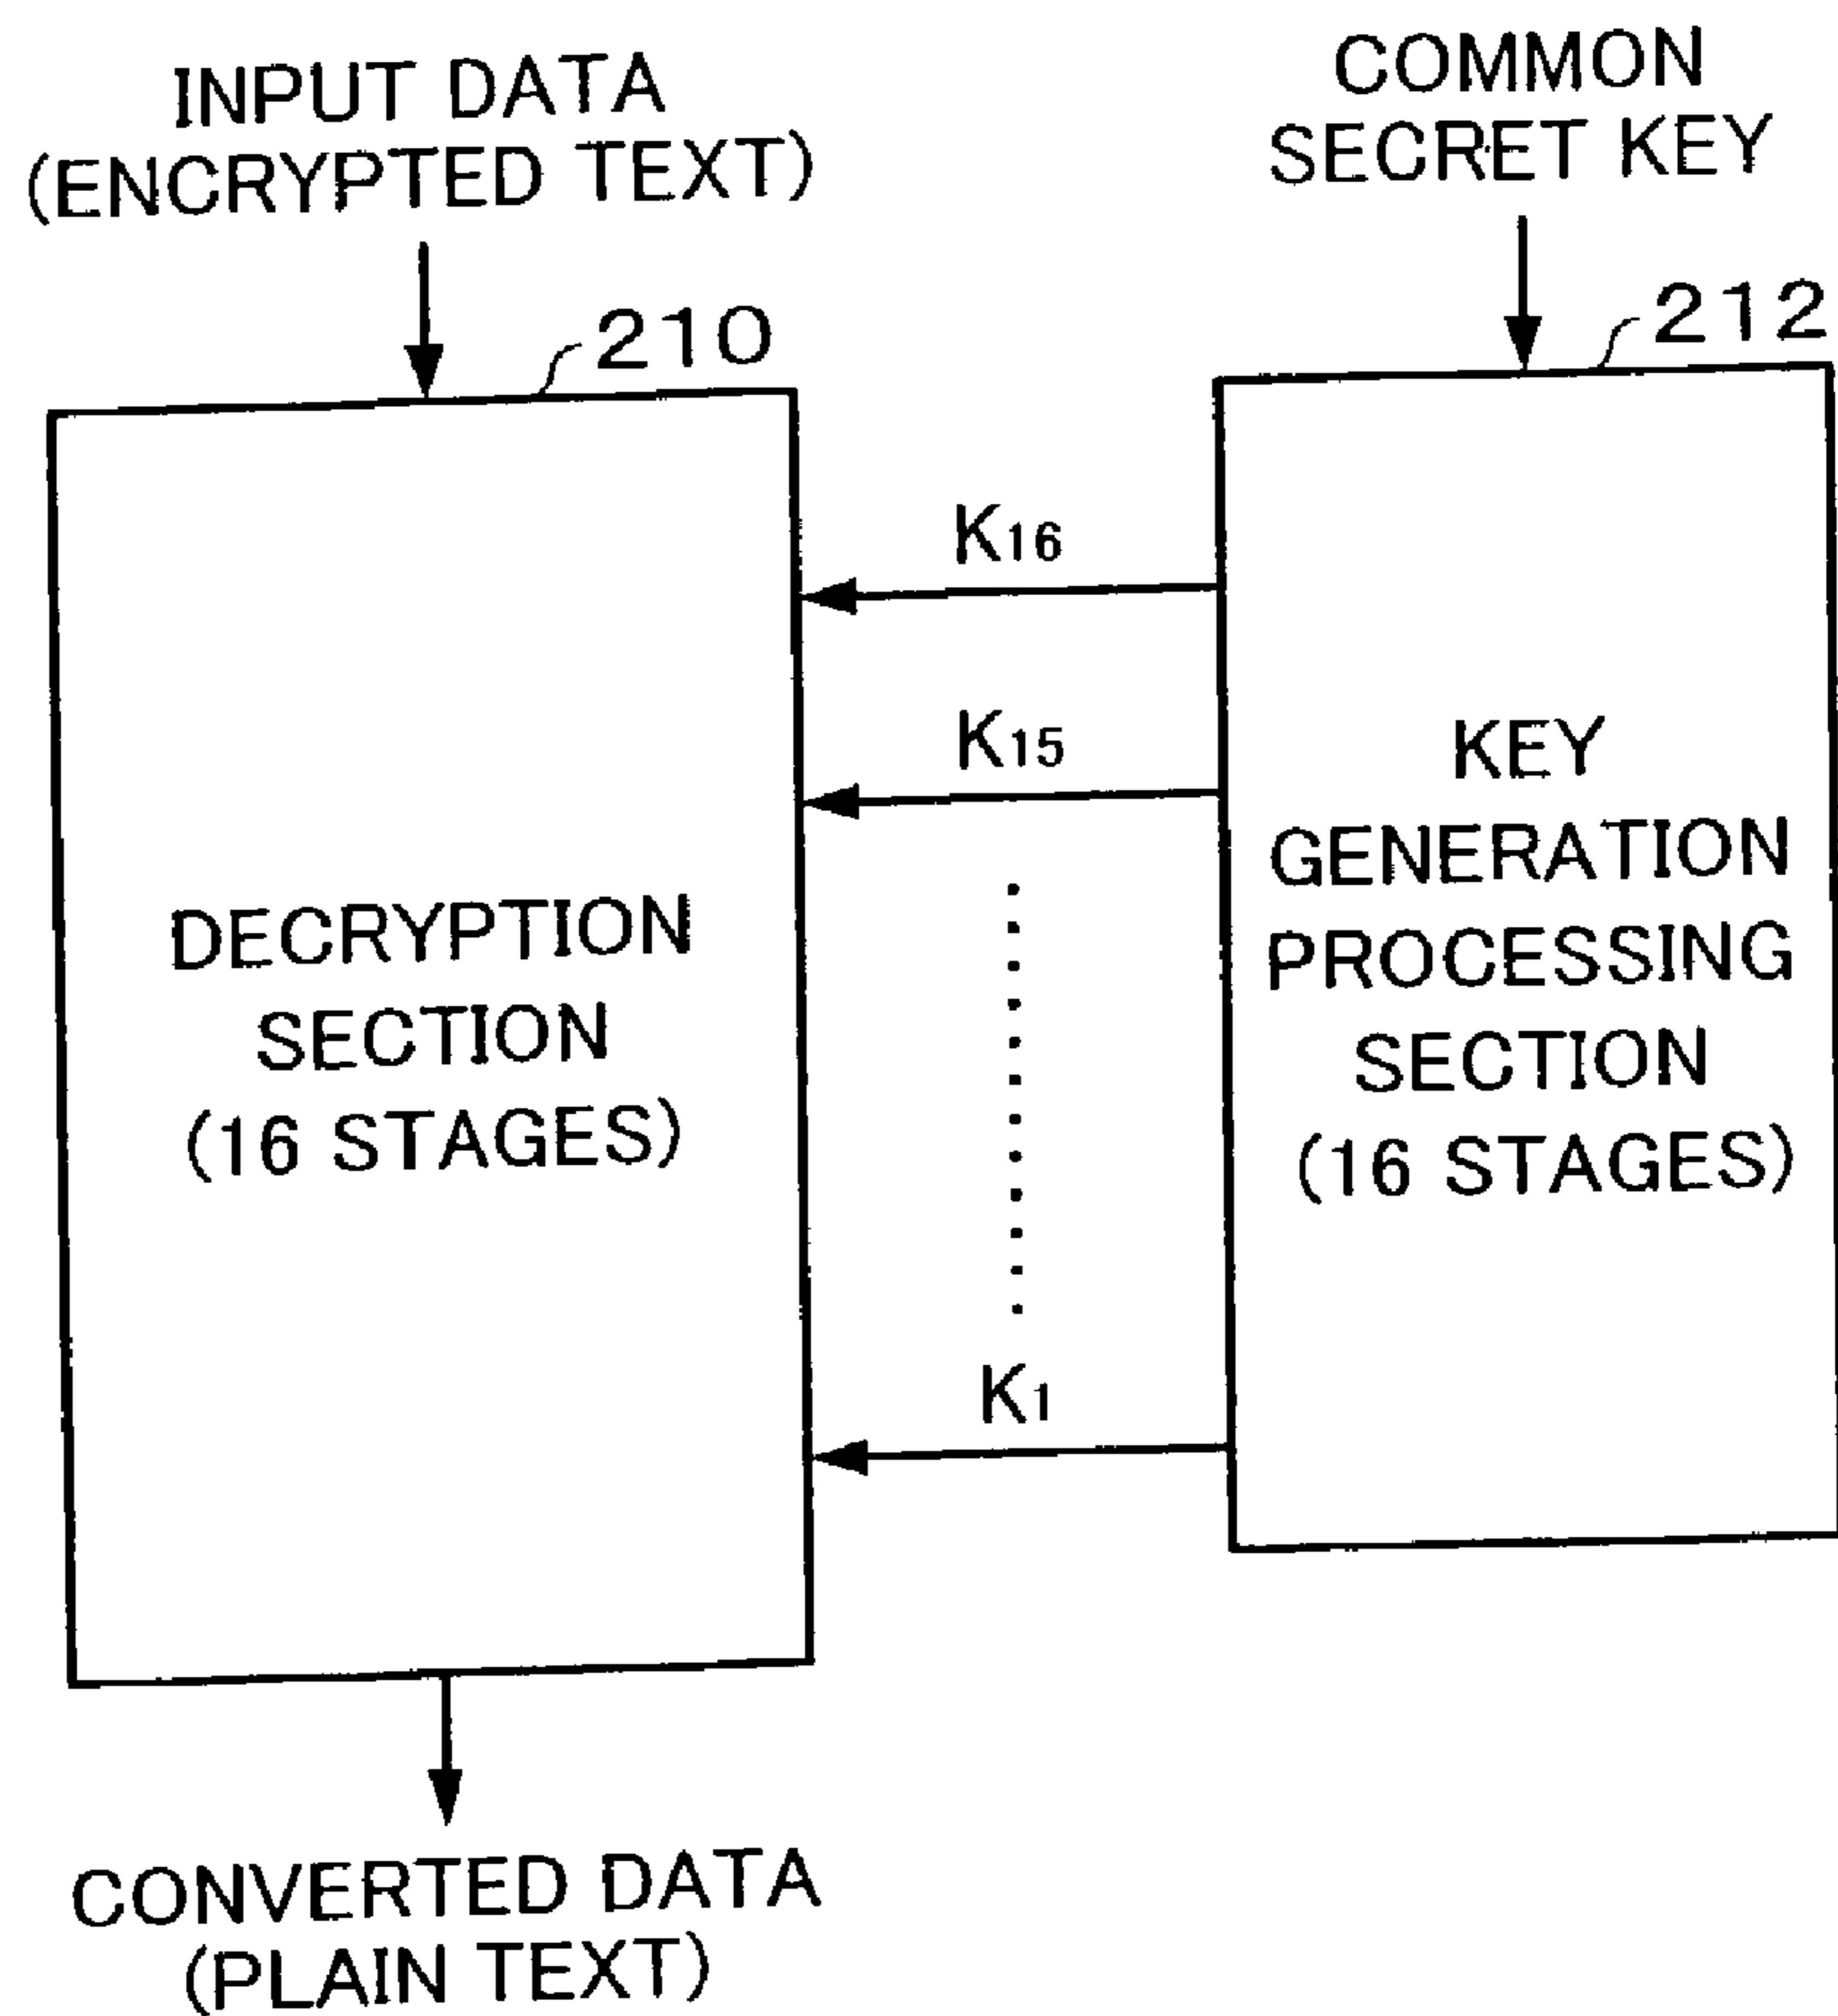 INPUT DATA
(ENCRYPTED TEXT)
COMMON
SECRET KEY
210
212
K16
K15
K1
DECRYPTION
SECTION
(16 STAGES)
KEY
GENERATION
PROCESSING
SECTION
(16 STAGES)
CONVERTED DATA
(PLAIN TEXT)